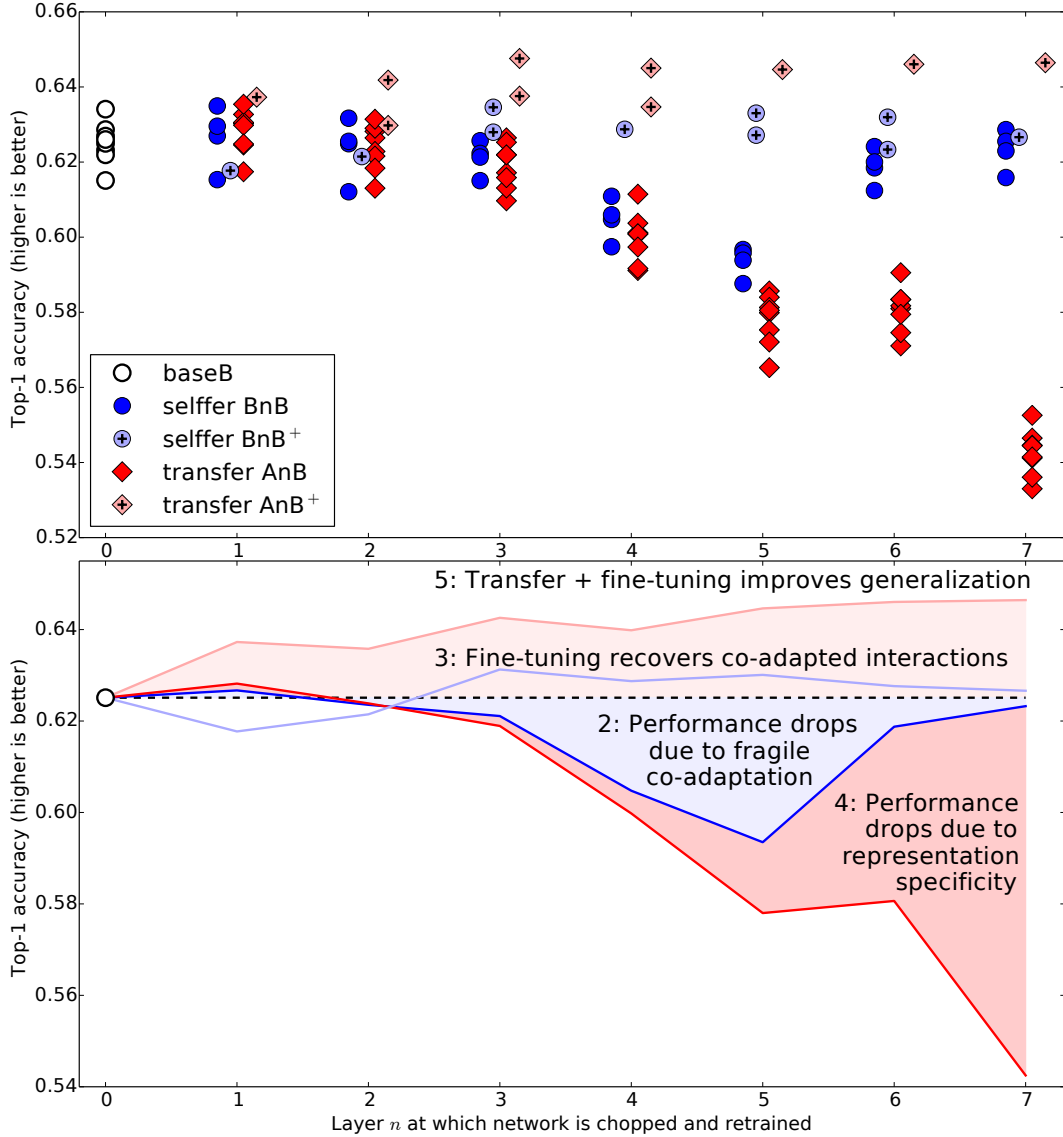 0.66
0.64
0.62
0.60
0.58
0.56
0.54
0.52
Top-1 accuracy (higher is better)
baseB
selffer BnB
selffer BnB⁺
transfer AnB
transfer AnB⁺
0 1 2 3 4 5 6 7
5: Transfer + fine-tuning improves generalization
3: Fine-tuning recovers co-adapted interactions
2: Performance drops
due to fragile
co-adaptation
4: Performance
drops due to
representation
specificity
0.64
0.62
0.60
0.58
0.56
0.54
Top-1 accuracy (higher is better)
0 1 2 3 4 5 6 7
Layer n at which network is chopped and retrained